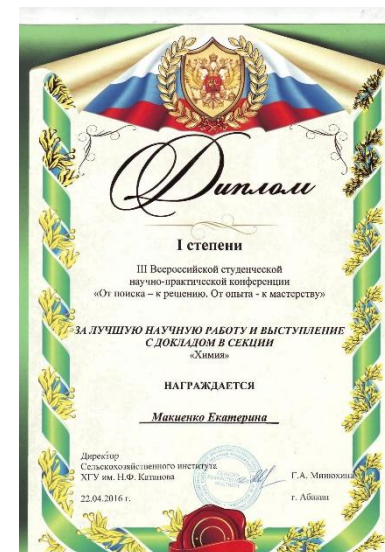 Диплом
I степени
III Всероссийской студенческой
научно-практической конференции
«От поиска – к решению. От опыта - к мастерству»
ЗА ЛУЧШУЮ НАУЧНУЮ РАБОТУ И ВЫСТУПЛЕНИЕ
С ДОКЛАДОМ В СЕКЦИИ
«Химия»
НАГРАЖДАЕТСЯ
Макиенко Екатерина
Директор
Сельскохозяйственного института
ХГУ им. Н.Ф. Катанова
Г.А. Минюхина
22.04.2016 г.
г. Абакан